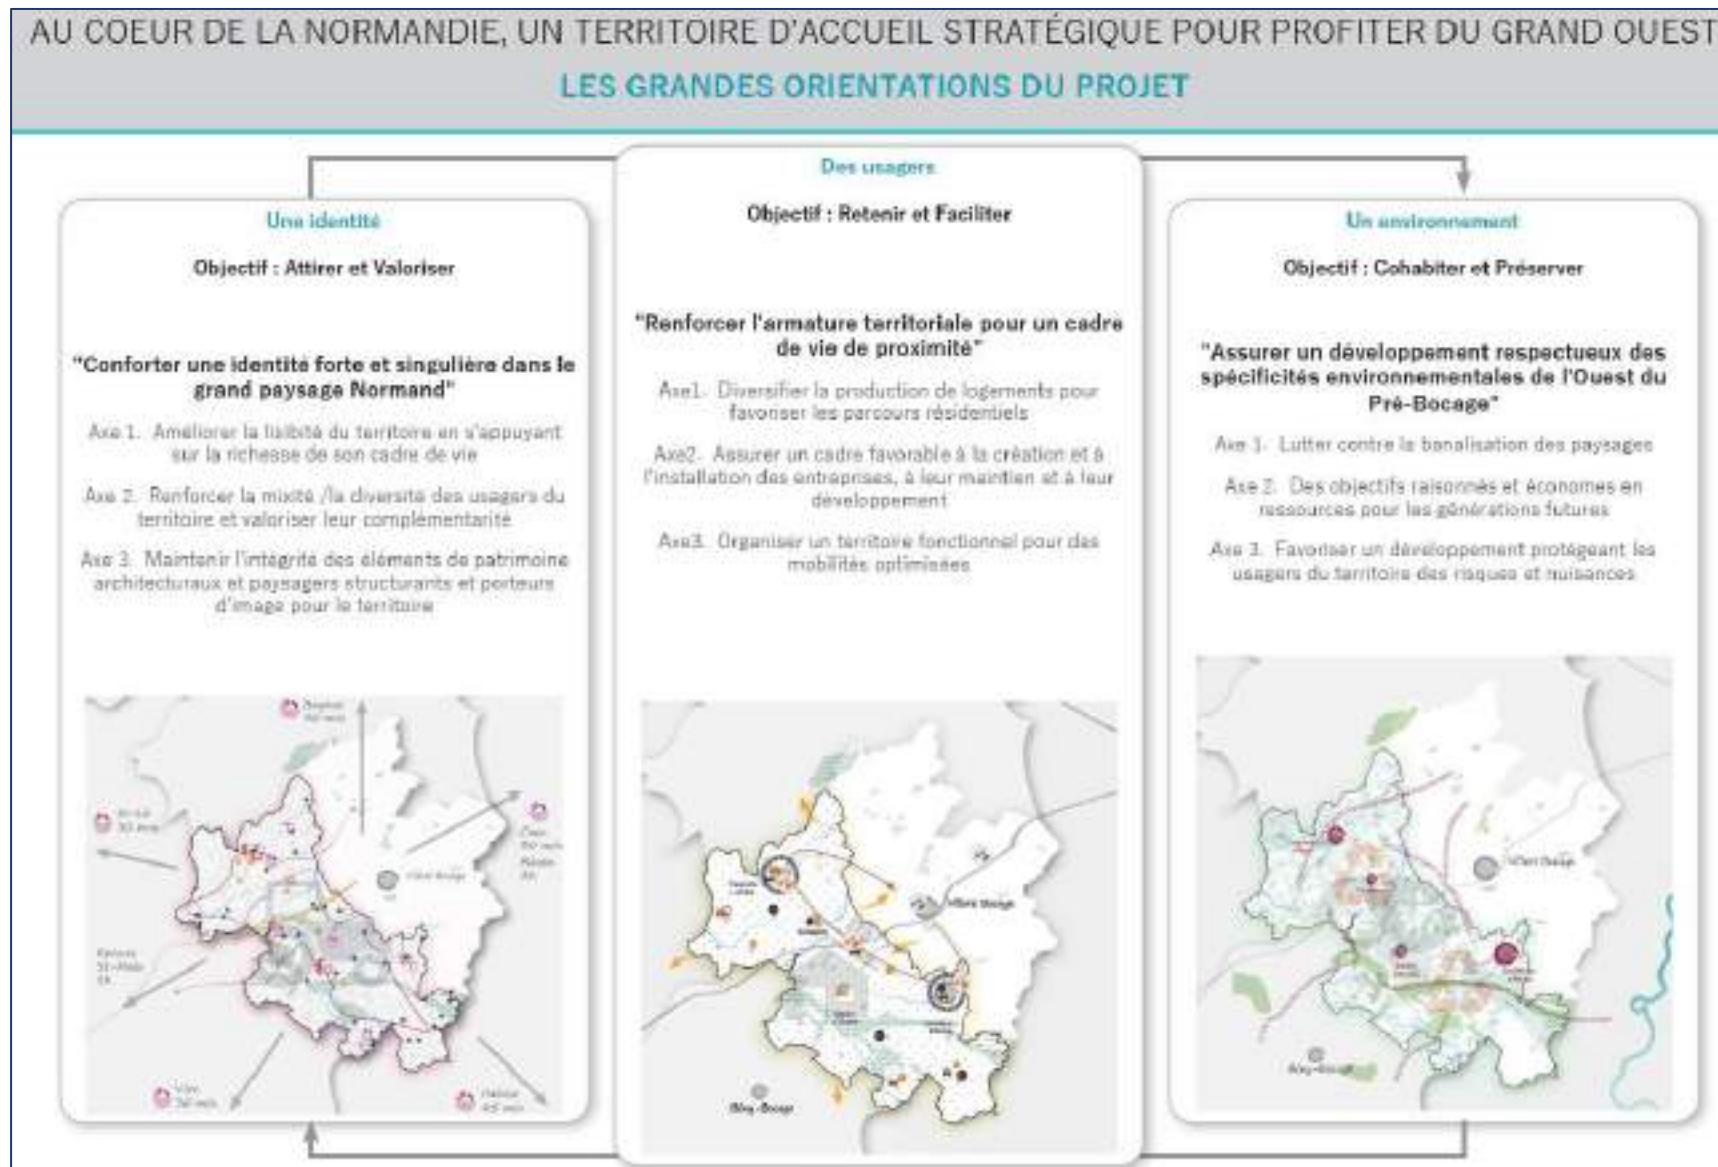 AU COEUR DE LA NORMANDIE, UN TERRITOIRE D'ACCUEIL STRATÉGIQUE POUR PROFITER DU GRAND OUEST
LES GRANDES ORIENTATIONS DU PROJET
Une identité
Objectif : Attirer et Valoriser
"Conforter une identité forte et singulière dans le
grand paysage Normand"
Axe 1. Améliorer la lisibité du territoire en s'appuyant
sur la richesse de son cadre de vie
Axe 2. Renforcer la mixité /la diversité des usagers du
territoire et valoriser leur complémentarité
Axe 3. Maintenir l'intégrité des éléments de patrimoine
architecturaux et paysagers structurants et porteurs
d'image pour le territoire
Des usagers
Objectif : Retenir et Faciliter
"Renforcer l'armature territoriale pour un cadre
de vie de proximité"
Axe1. Diversifier la production de logements pour
favoriser les parcours résidentiels
Axe2. Assurer un cadre favorable à la création et à
l'installation des entreprises, à leur maintien et à leur
développement
Axe3. Organiser un territoire fonctionnel pour des
mobilités optimisées
Un environnement
Objectif : Cohabiter et Préserver
"Assurer un développement respectueux des
spécificités environnementales de l'Ouest du
Pré-Bocage"
Axe 1. Lutter contre la banalisation des paysages
Axe 2. Des objectifs raisonnés et économes en
ressources pour les générations futures
Axe 3. Favoriser un développement protégeant les
usagers du territoire des risques et nuisances
Villers Bocage
Villers Bocage
Bény-Bocage
Villers Bocage
Bény-Bocage